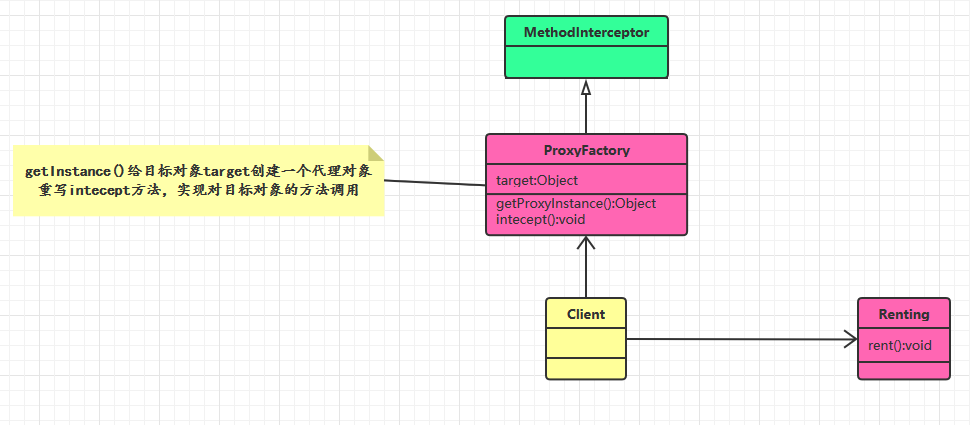 MethodInterceptor
ProxyFactory
target:Object
getProxyInstance():Object
intecept():void
getInstance()给目标对象target创建一个代理对象
重写intecept方法，实现对目标对象的方法调用
Client
Renting
rent():void